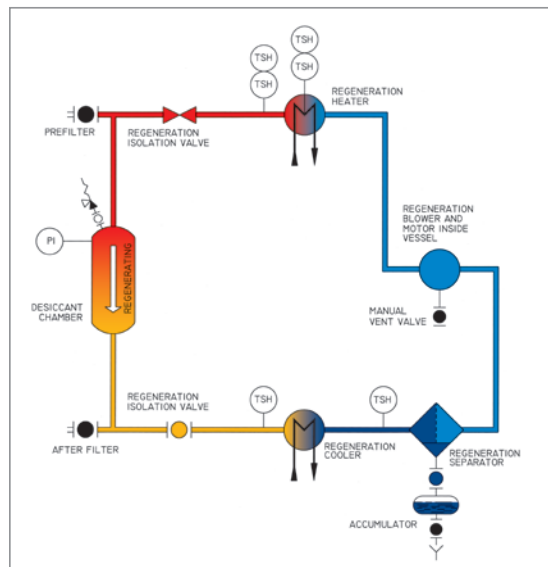 TSH
TSH
TSH
TSH
REGENERATION
HEATER
PREFILTER
REGENERATION
ISOLATION VALVE
REGENERATION
BLOWER AND
MOTOR INSIDE
VESSEL
PI
REGENERATING
DESICCANT
CHAMBER
MANUAL
VENT VALVE
REGENERATION
ISOLATION VALVE
TSH
TSH
AFTER FILTER
REGENERATION
COOLER
REGENERATION
SEPARATOR
ACCUMULATOR